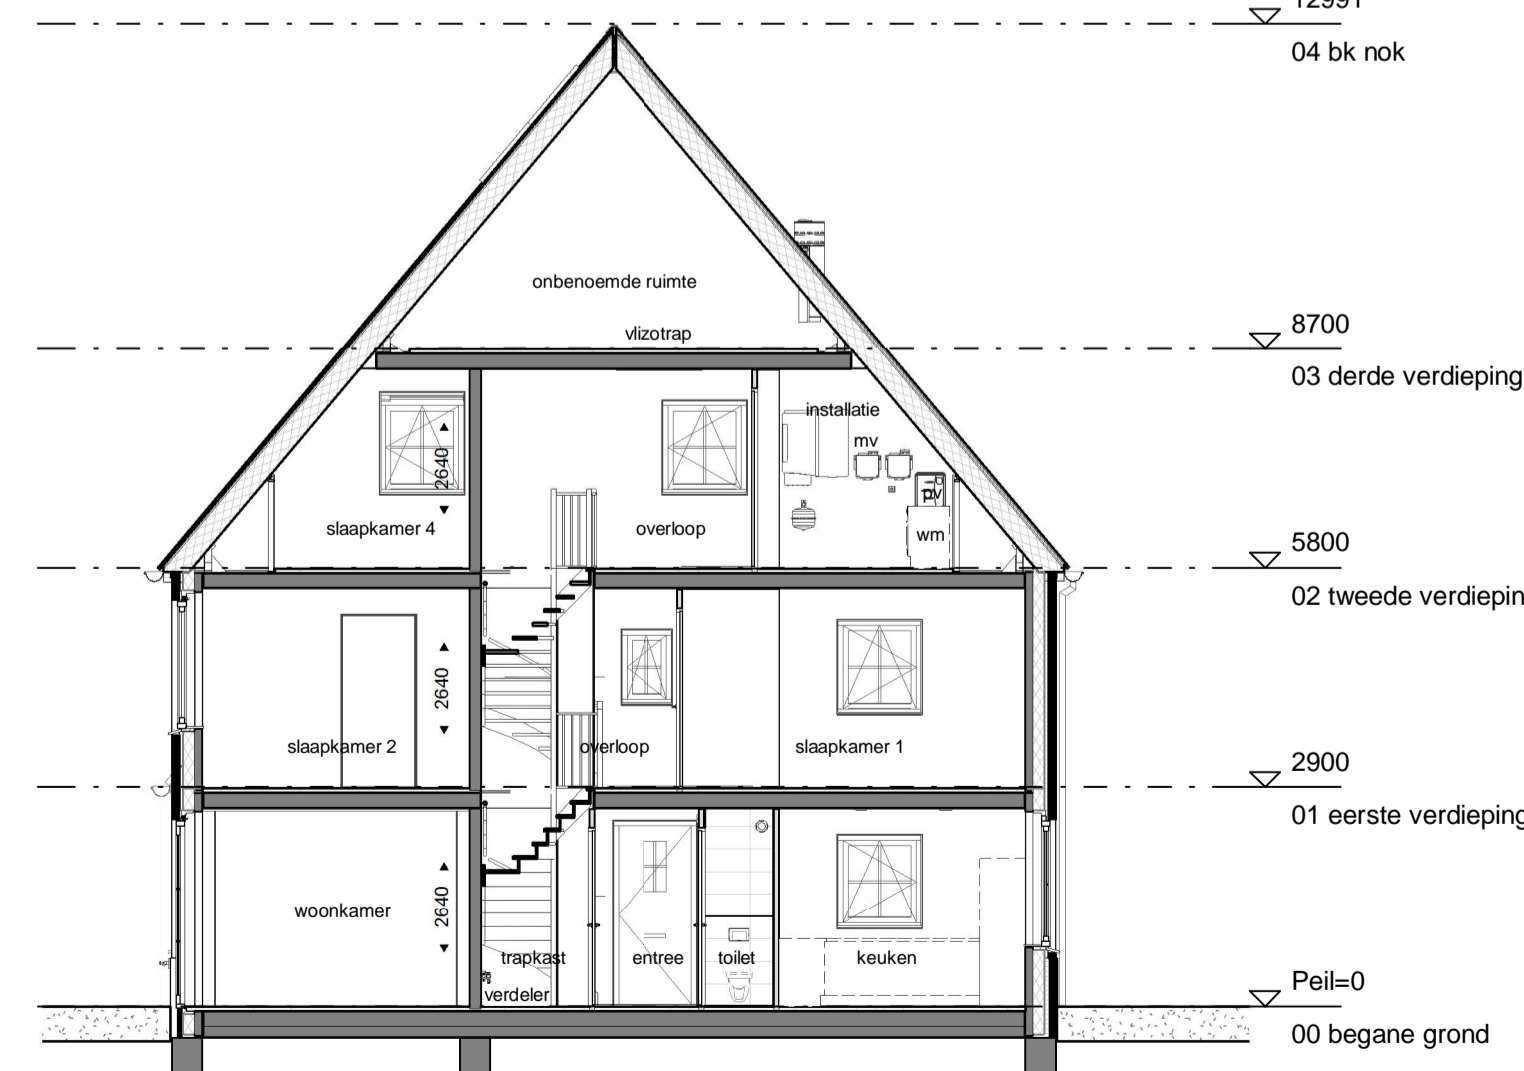 12991
04 bk nok
onbenoemde ruimte
vlizotrap
8700
03 derde verdieping
installatie
mv
2640
pv
slaapkamer 4
overloop
wm
5800
02 tweede verdiepin
2640
slaapkamer 2
overloop
slaapkamer 1
2900
01 eerste verdieping
2640
woonkamer
trapkast
entree
toilet
keuken
verdeler
Peil=0
00 begane grond